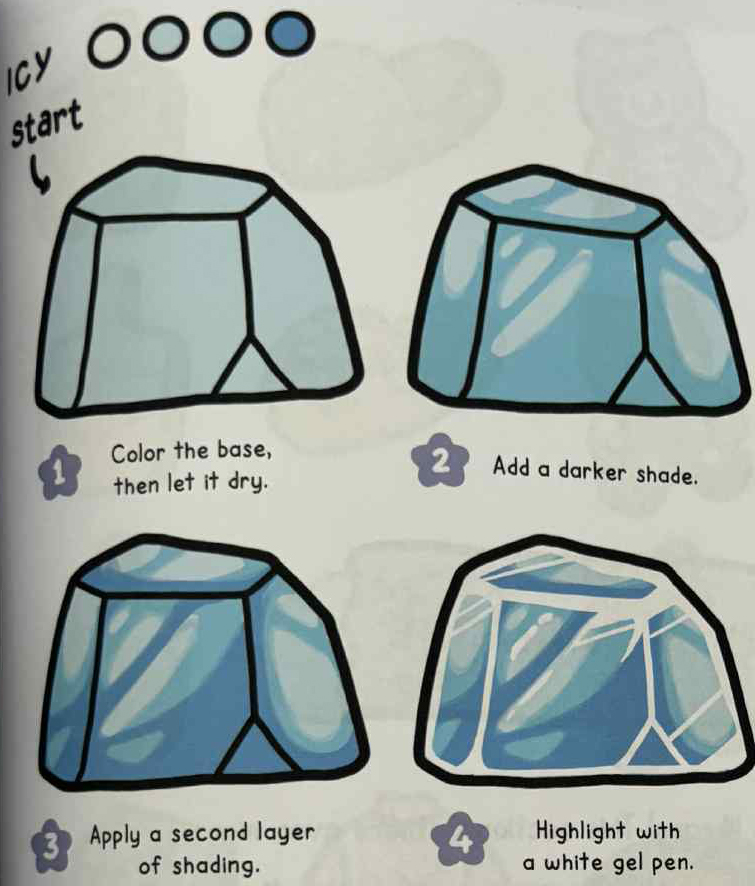 ICY
start
1
Color the base,
then let it dry.
2
Add a darker shade.
3
Apply a second layer
of shading.
4
Highlight with
a white gel pen.